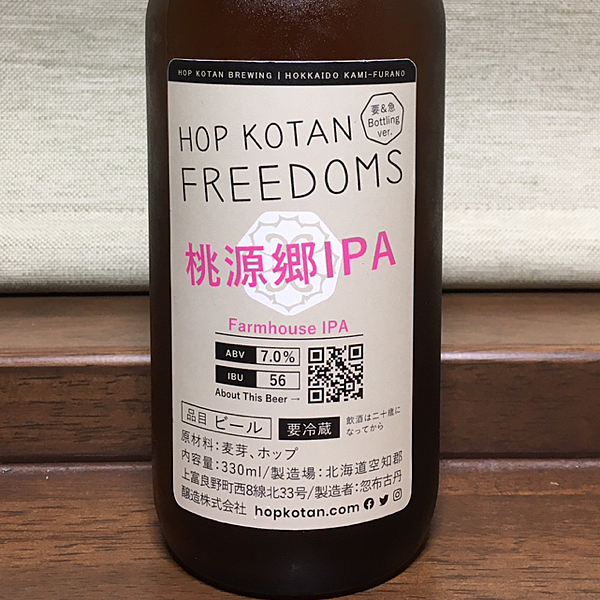 HOP KOTAN BREWING | HOKKAIDO KAMI-FURANO
要&急
Bottling
ver.
HOP KOTAN
FREEDOMS
桃源郷IPA
Farmhouse IPA
ABV 7.0%
IBU 56
About This Beer →
品目 ビール 要冷蔵 飲酒は二十歳に
なってから
原材料:麦芽、ホップ
内容量:330ml/製造場:北海道空知郡
上富良野町西8線北33号/製造者:忽布古丹
醸造株式会社 hopkotan.com